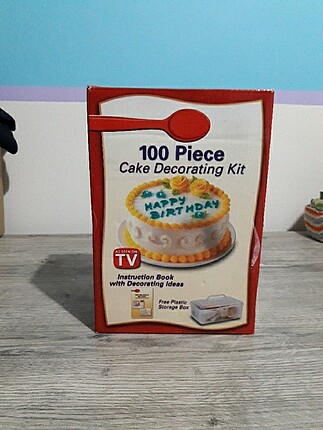 100 Piece
Cake Decorating Kit
HAPPY
BIRTHDAY
AS SEEN ON
TV
Instruction Book
with Decorating Ideas
Free Plastic
Storage Box